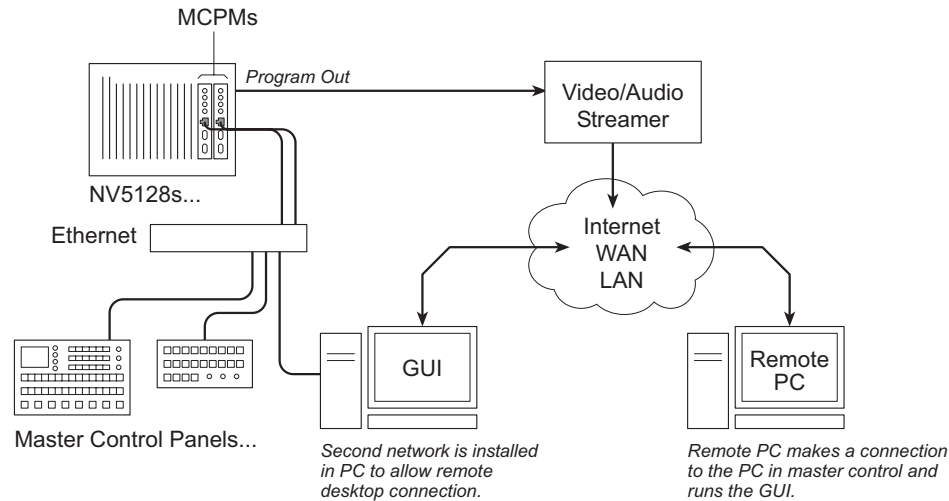 MCPMs
Program Out
Video/Audio
Streamer
NV5128s...
Ethernet
Internet
WAN
LAN
GUI
Remote
PC
Master Control Panels...
Second network is installed
in PC to allow remote
desktop connection.
Remote PC makes a connection
to the PC in master control and
runs the GUI.